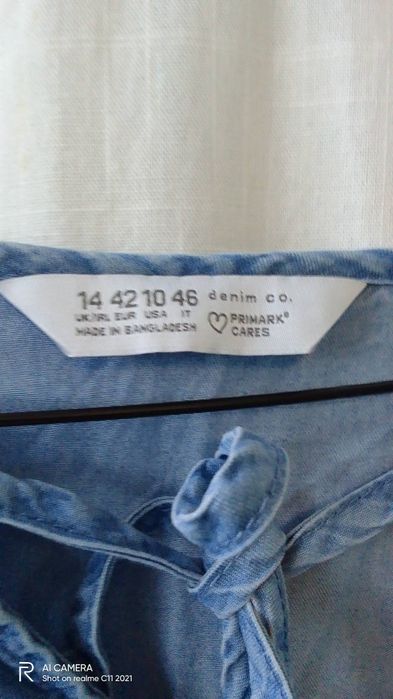 14 42 10 46 denim co.
UK/IRL EUR USA IT
MADE IN BANGLADESH
PRIMARK®
CARES
AI CAMERA
Shot on realme C11 2021